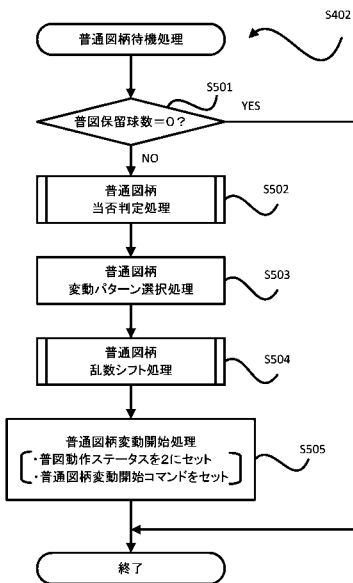 普通図柄待機処理
S402
S501
普図保留球数=0?
YES
NO
普通図柄
当否判定処理
S502
普通図柄
変動パターン選択処理
S503
普通図柄
乱数シフト処理
S504
普通図柄変動開始処理
・普図動作ステータスを2にセット
・普通図柄変動開始コマンドをセット
S505
終了